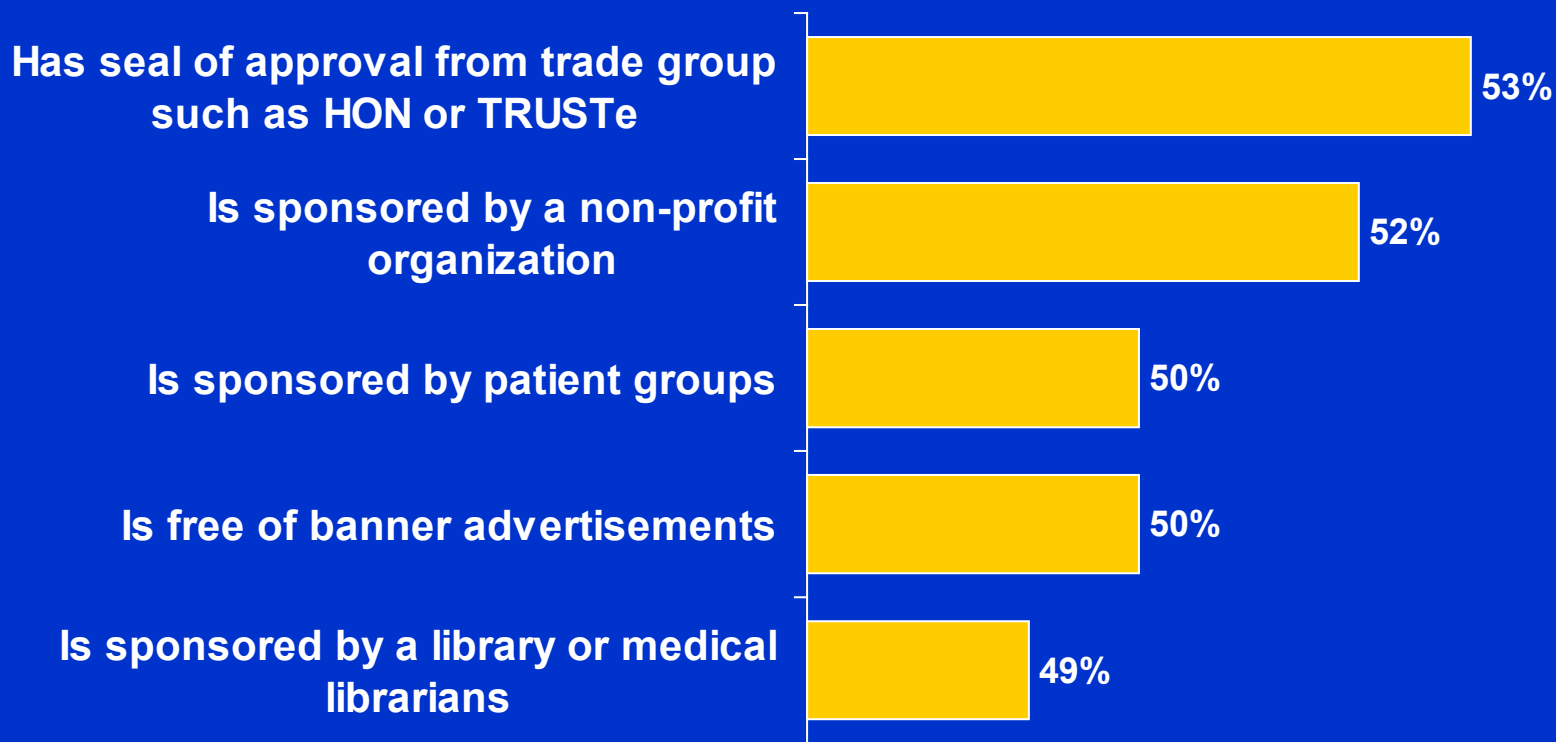 Has seal of approval from trade group
such as HON or TRUSTe
53%
Is sponsored by a non-profit
organization
52%
Is sponsored by patient groups
50%
Is free of banner advertisements
50%
Is sponsored by a library or medical
librarians
49%